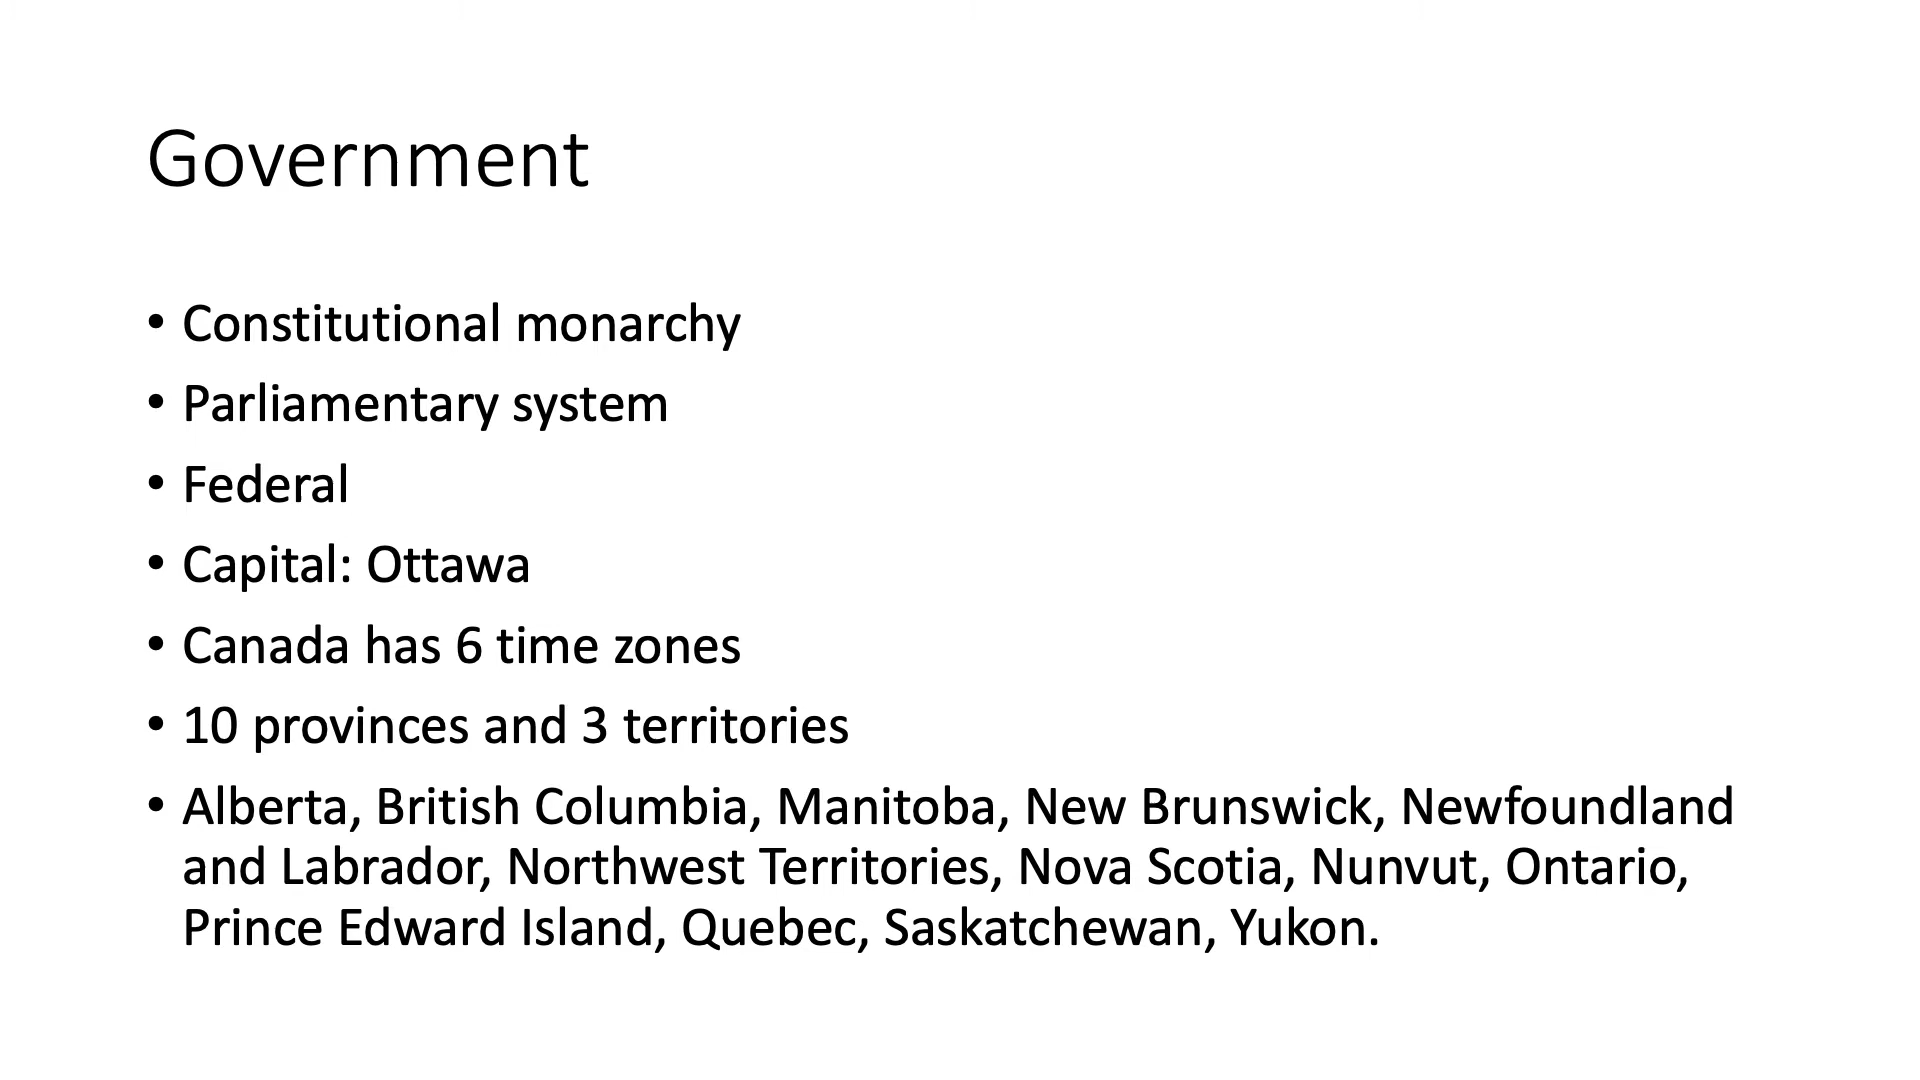 Government
• Constitutional monarchy
• Parliamentary system
• Federal
• Capital: Ottawa
• Canada has 6 time zones
• 10 provinces and 3 territories
• Alberta, British Columbia, Manitoba, New Brunswick, Newfoundland
and Labrador, Northwest Territories, Nova Scotia, Nunvut, Ontario,
Prince Edward Island, Quebec, Saskatchewan, Yukon.